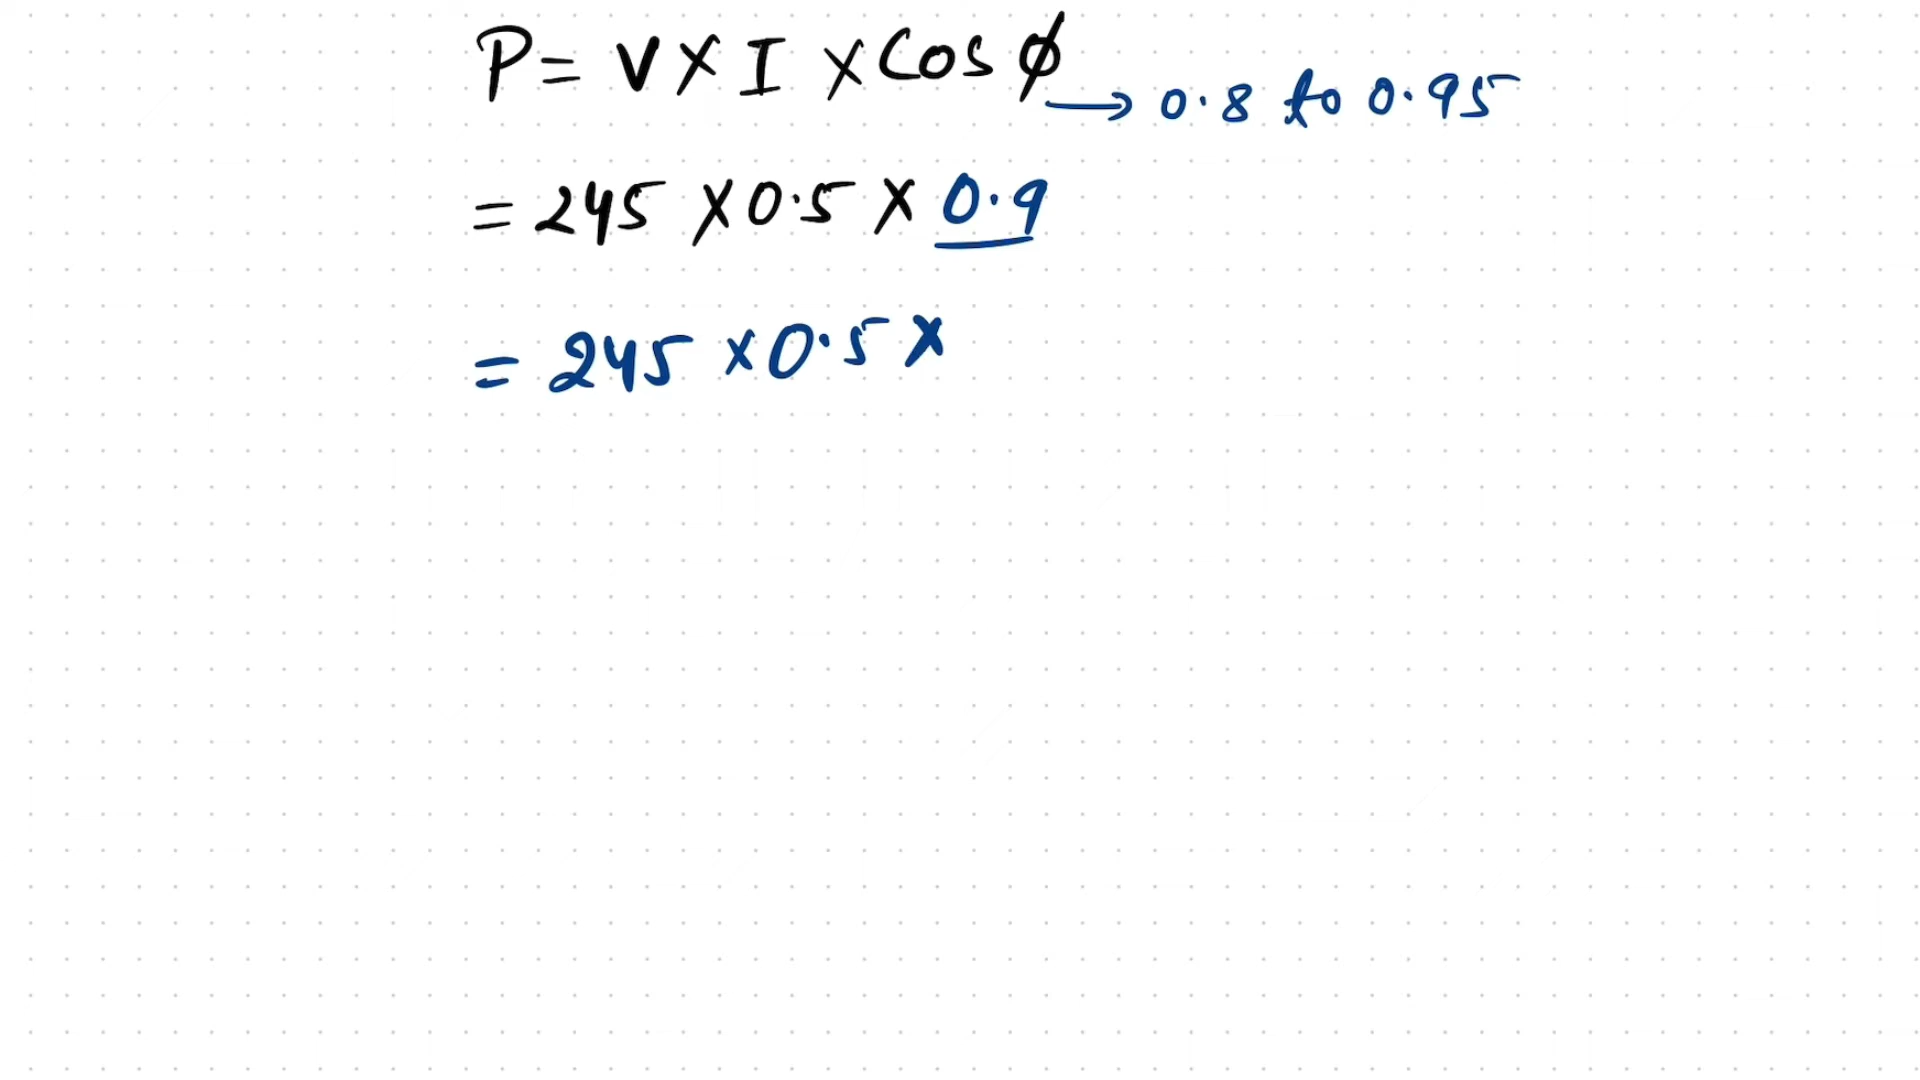 P = V X I X Cos ϕ → 0.8 to 0.95
= 245 X 0.5 X 0.9
= 245 x 0.5 x